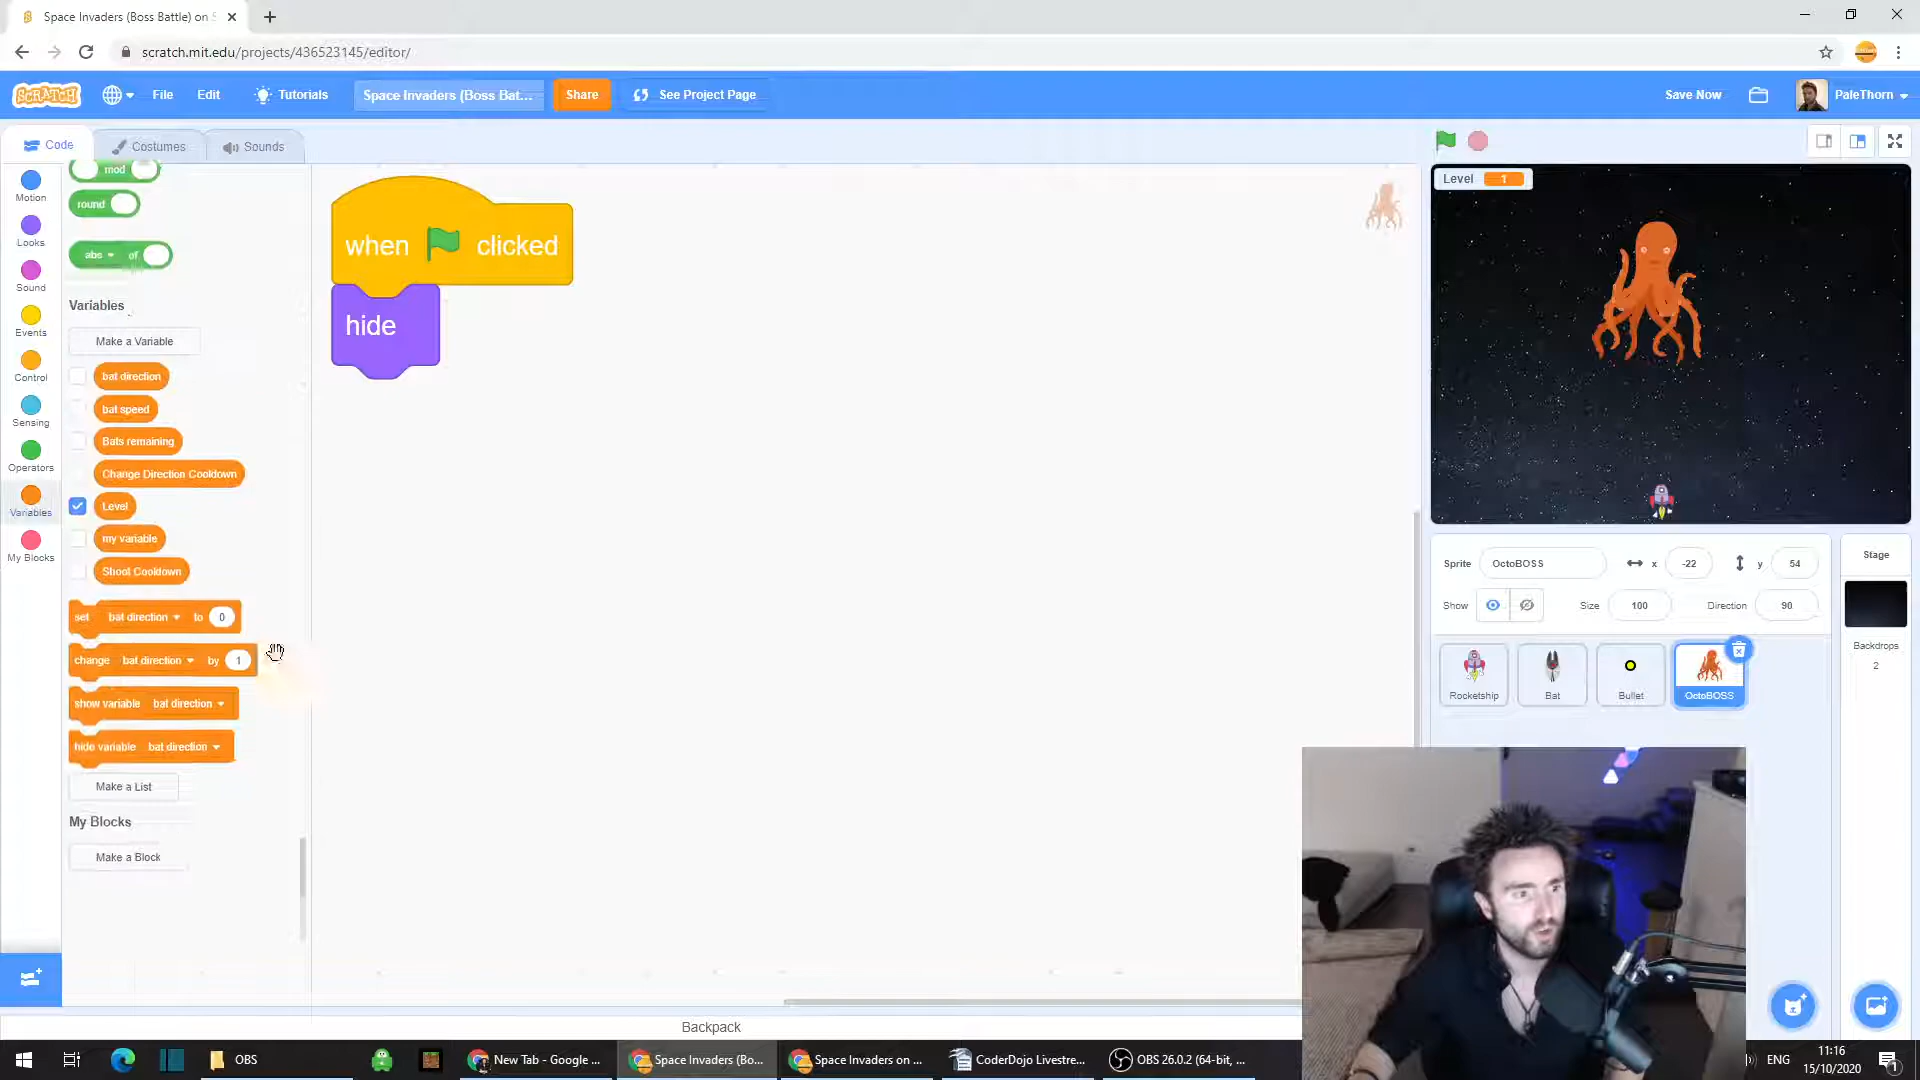 Space Invaders (Boss Battle) on S
scratch.mit.edu/projects/436523145/editor/
SCRATCH
File
Edit
Tutorials
Space Invaders (Boss Bat...
Share
See Project Page
Save Now
PaleThorn
Code
Costumes
Sounds
Motion
Looks
Sound
Events
Control
Sensing
Operators
Variables
My Blocks
mod
round
abs of
Variables
Make a Variable
bat direction
bat speed
Bats remaining
Change Direction Cooldown
Level
my variable
Shoot Cooldown
set bat direction to 0
change bat direction by 1
show variable bat direction
hide variable bat direction
Make a List
My Blocks
Make a Block
when clicked
hide
Level 1
Sprite OctoBOSS x -22 y 54
Show Size 100 Direction 90
Rocketship
Bat
Bullet
OctoBOSS
Stage
Backdrops
2
Backpack
OBS
New Tab - Google ...
Space Invaders (Bo...
Space Invaders on ...
CoderDojo Livestre...
OBS 26.0.2 (64-bit, ...
ENG
11:16
15/10/2020
1